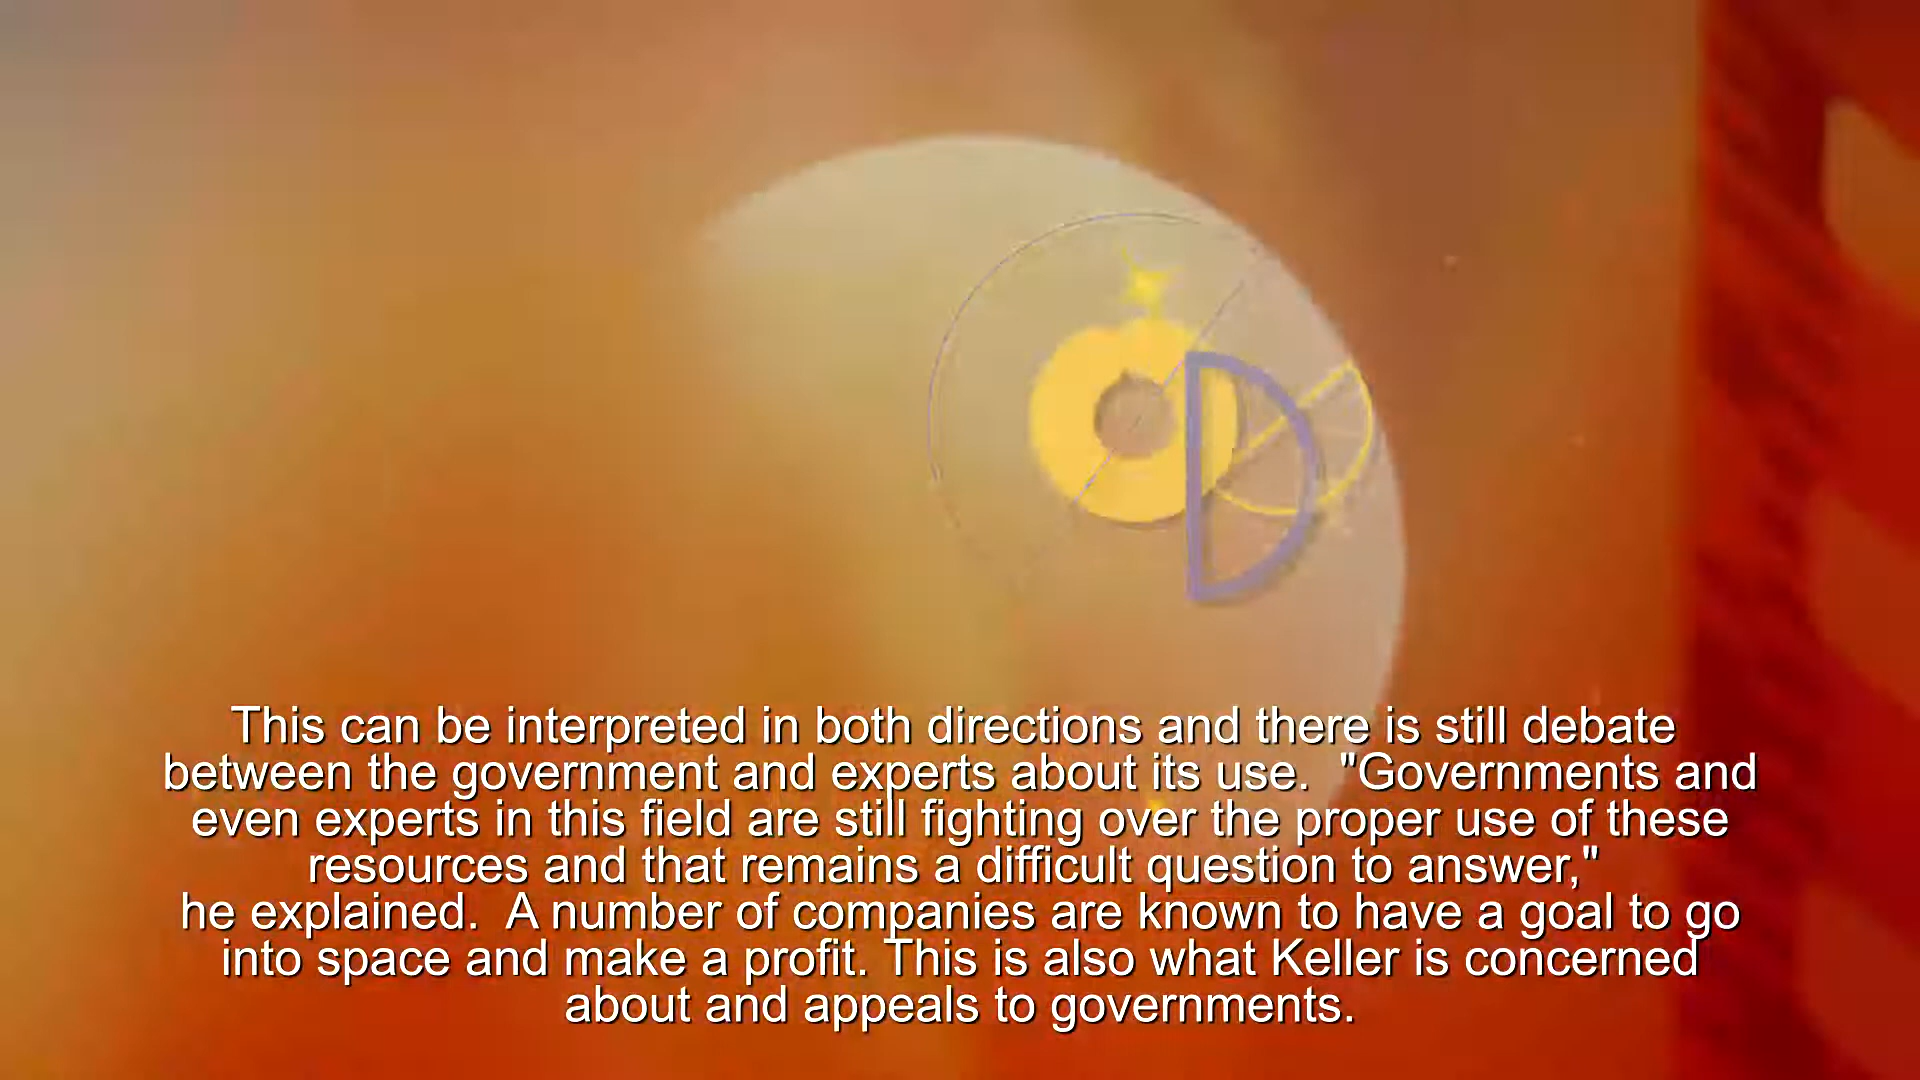 This can be interpreted in both directions and there is still debate
between the government and experts about its use.  "Governments and
even experts in this field are still fighting over the proper use of these
resources and that remains a difficult question to answer,"
he explained.  A number of companies are known to have a goal to go
into space and make a profit. This is also what Keller is concerned
about and appeals to governments.